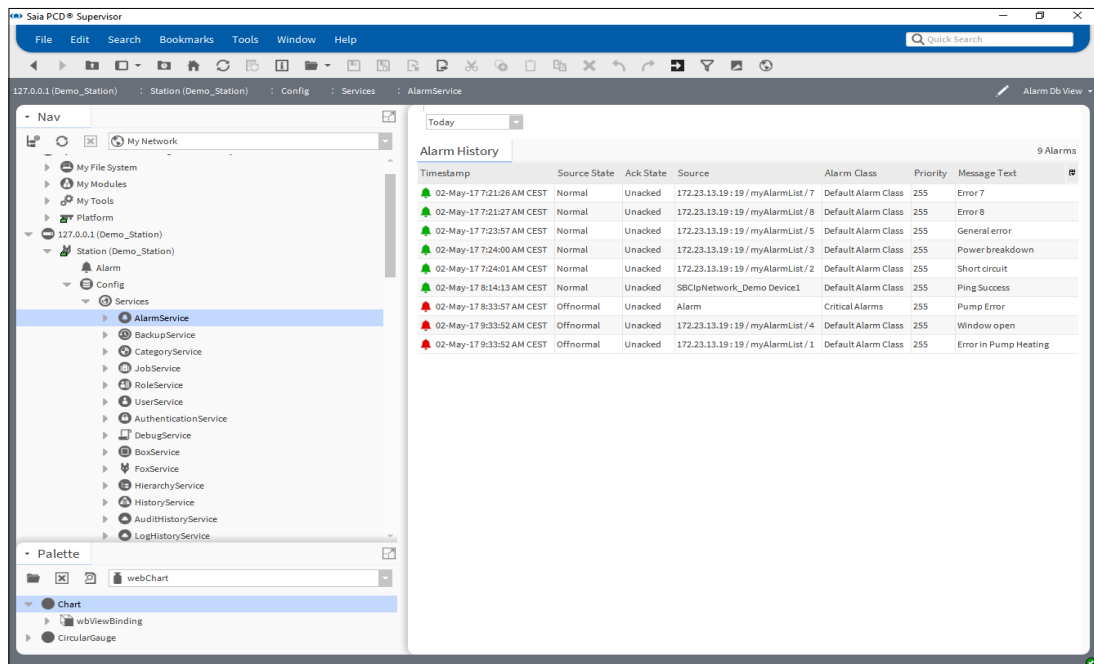 Saia PCD® Supervisor
File Edit Search Bookmarks Tools Window Help
Quick Search
127.0.0.1 (Demo_Station) : Station (Demo_Station) : Config : Services : AlarmService
Alarm Db View
Nav
My Network
My File System
My Modules
My Tools
Platform
127.0.0.1 (Demo_Station)
Station (Demo_Station)
Alarm
Config
Services
AlarmService
BackupService
CategoryService
JobService
RoleService
UserService
AuthenticationService
DebugService
BoxService
FoxService
HierarchyService
HistoryService
AuditHistoryService
LogHistoryService
Palette
webChart
Chart
wbViewBinding
CircularGauge
Today
Alarm History 9 Alarms
Timestamp Source State Ack State Source Alarm Class Priority Message Text
02-May-17 7:21:26 AM CEST Normal Unacked 172.23.13.19 : 19 / myAlarmList / 7 Default Alarm Class 255 Error 7
02-May-17 7:21:27 AM CEST Normal Unacked 172.23.13.19 : 19 / myAlarmList / 8 Default Alarm Class 255 Error 8
02-May-17 7:23:57 AM CEST Normal Unacked 172.23.13.19 : 19 / myAlarmList / 5 Default Alarm Class 255 General error
02-May-17 7:24:00 AM CEST Normal Unacked 172.23.13.19 : 19 / myAlarmList / 3 Default Alarm Class 255 Power breakdown
02-May-17 7:24:01 AM CEST Normal Unacked 172.23.13.19 : 19 / myAlarmList / 2 Default Alarm Class 255 Short circuit
02-May-17 8:14:13 AM CEST Normal Unacked SBCIpNetwork_Demo Device1 Default Alarm Class 255 Ping Success
02-May-17 8:33:57 AM CEST Offnormal Unacked Alarm Critical Alarms 255 Pump Error
02-May-17 9:33:52 AM CEST Offnormal Unacked 172.23.13.19 : 19 / myAlarmList / 4 Default Alarm Class 255 Window open
02-May-17 9:33:52 AM CEST Offnormal Unacked 172.23.13.19 : 19 / myAlarmList / 1 Default Alarm Class 255 Error in Pump Heating